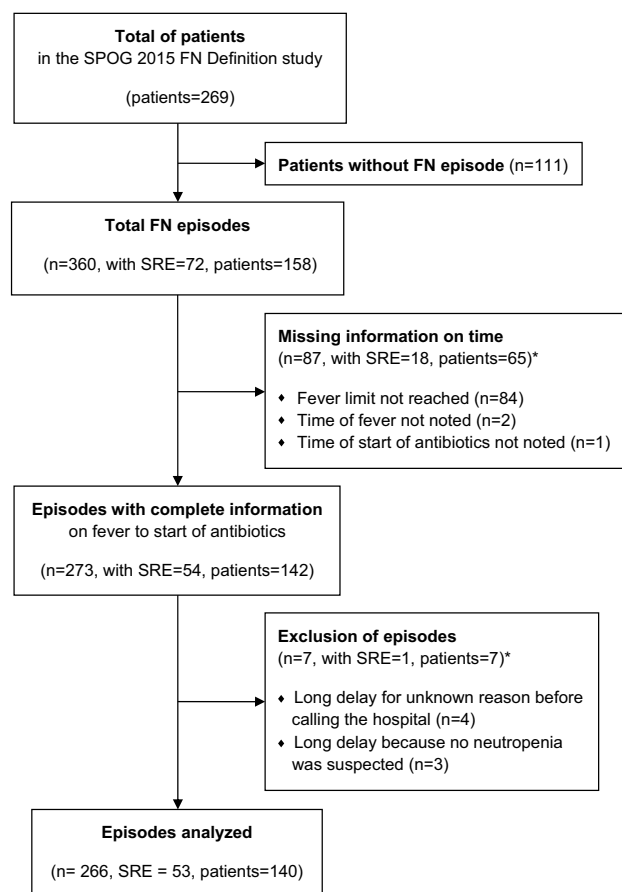 Total of patients
in the SPOG 2015 FN Definition study
(patients=269)
Patients without FN episode (n=111)
Total FN episodes
(n=360, with SRE=72, patients=158)
Missing information on time
(n=87, with SRE=18, patients=65)*
♦ Fever limit not reached (n=84)
♦ Time of fever not noted (n=2)
♦ Time of start of antibiotics not noted (n=1)
Episodes with complete information
on fever to start of antibiotics
(n=273, with SRE=54, patients=142)
Exclusion of episodes
(n=7, with SRE=1, patients=7)*
♦ Long delay for unknown reason before
calling the hospital (n=4)
♦ Long delay because no neutropenia
was suspected (n=3)
Episodes analyzed
(n= 266, SRE = 53, patients=140)